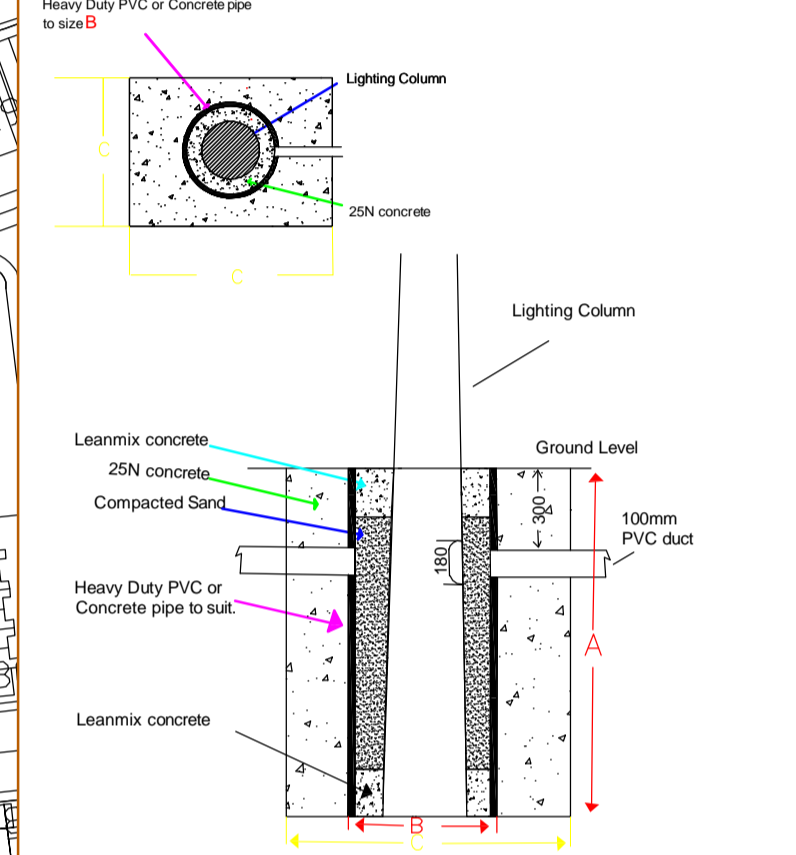 Heavy Duty PVC or Concrete pipe
to size B
Lighting Column
C
25N concrete
C
Lighting Column
Leanmix concrete
Ground Level
25N concrete
Compacted Sand
300
100mm
PVC duct
180
Heavy Duty PVC or
Concrete pipe to suit.
A
Leanmix concrete
B
C